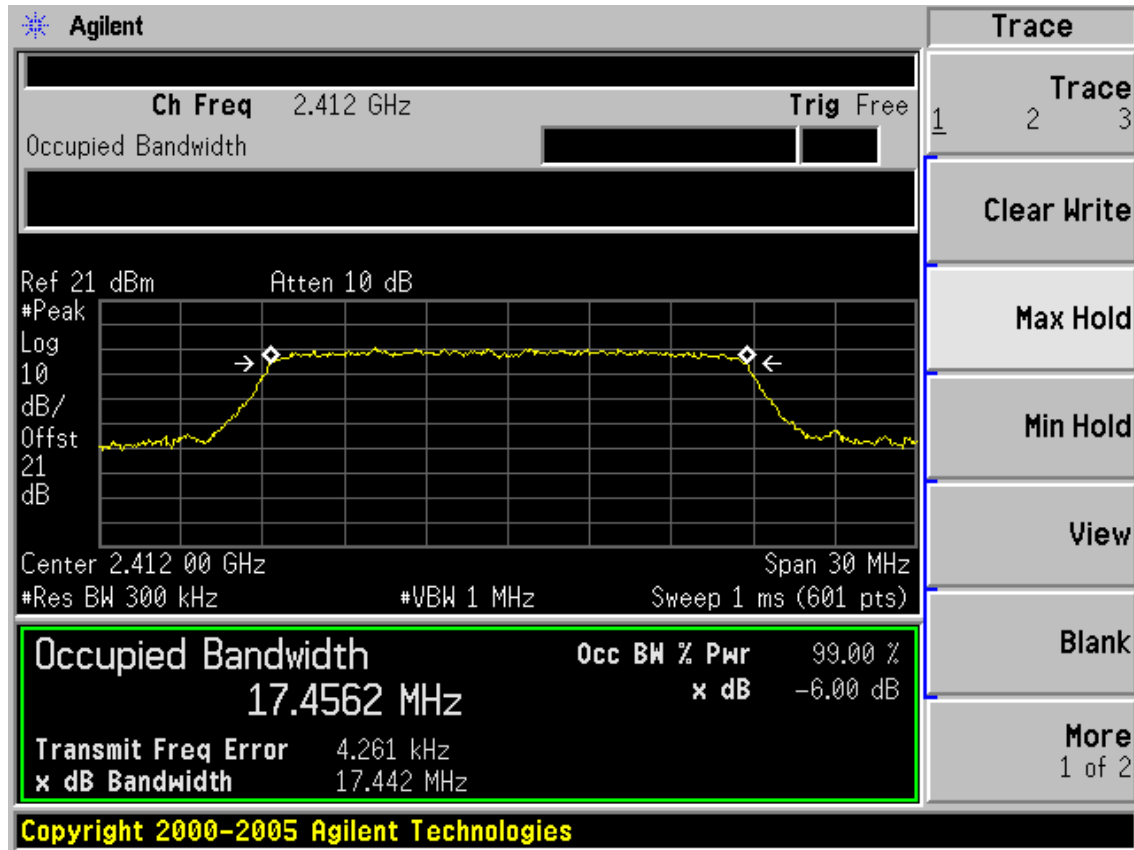 Agilent
Trace
Ch Freq 2.412 GHz Trig Free
Occupied Bandwidth
Trace
1 2 3
Clear Write
Max Hold
Min Hold
View
Blank
More
1 of 2
Ref 21 dBm Atten 10 dB
#Peak
Log
10
dB/
Offst
21
dB
Center 2.412 00 GHz Span 30 MHz
#Res BW 300 kHz #VBW 1 MHz Sweep 1 ms (601 pts)
Occupied Bandwidth
17.4562 MHz
Occ BW % Pwr 99.00 %
x dB -6.00 dB
Transmit Freq Error 4.261 kHz
x dB Bandwidth 17.442 MHz
Copyright 2000-2005 Agilent Technologies